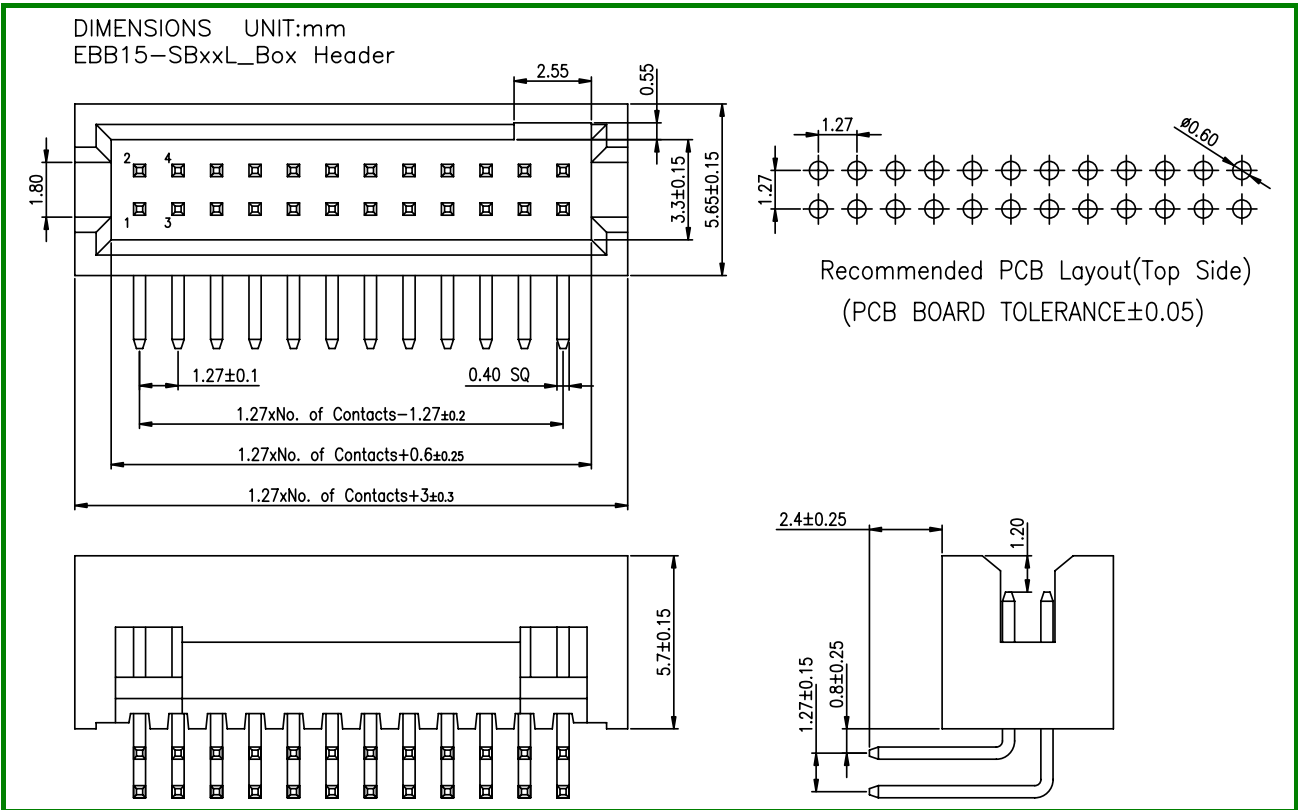 DIMENSIONS UNIT:mm
EBB15-SBxxL_Box Header
2.55
0.55
1.80
2 4
1 3
3.3±0.15
5.65±0.15
1.27±0.1
0.40 SQ
1.27xNo. of Contacts-1.27±0.2
1.27xNo. of Contacts+0.6±0.25
1.27xNo. of Contacts+3±0.3
1.27
ø0.60
1.27
Recommended PCB Layout(Top Side)
(PCB BOARD TOLERANCE±0.05)
5.7±0.15
2.4±0.25
1.20
1.27±0.15
0.8±0.25